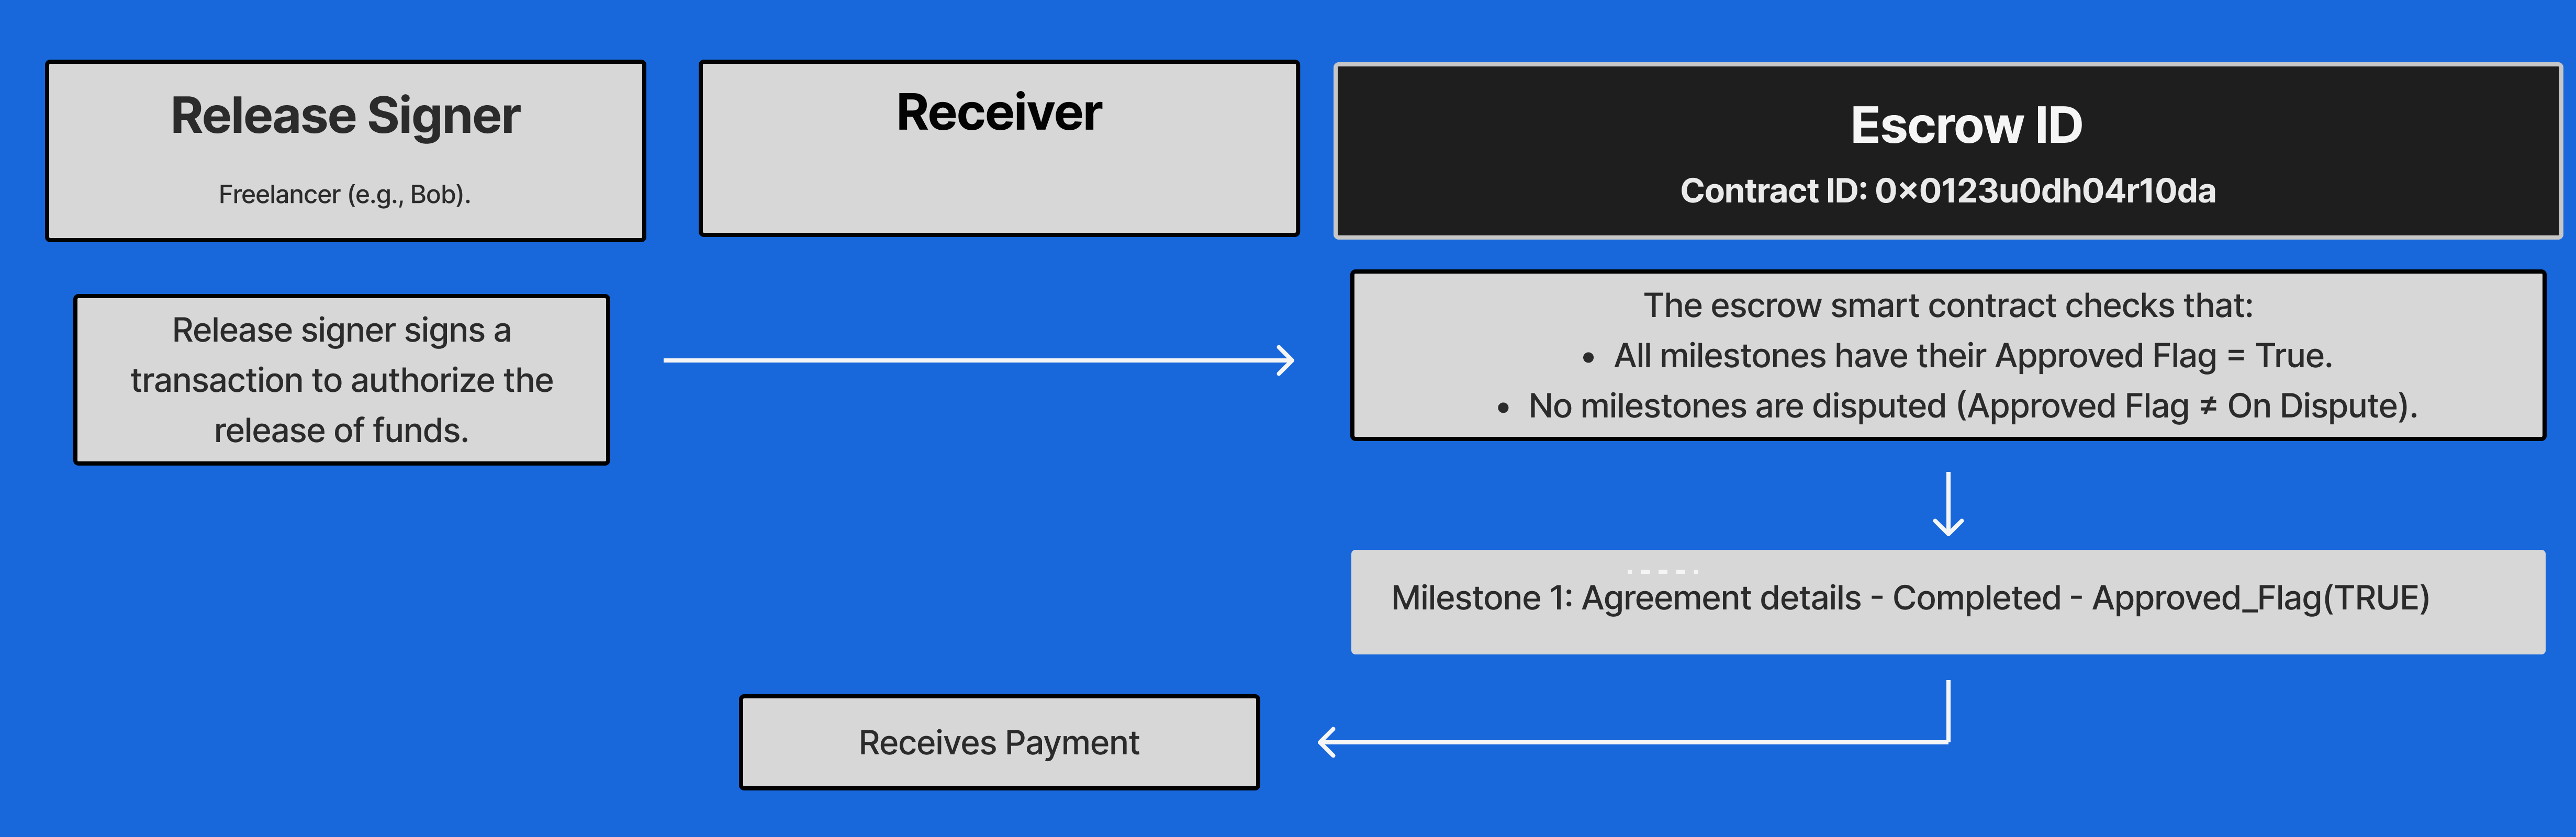 Release Signer
Freelancer (e.g., Bob).
Receiver
Escrow ID
Contract ID: 0x0123u0dh04r10da
Release signer signs a
transaction to authorize the
release of funds.
The escrow smart contract checks that:
• All milestones have their Approved Flag = True.
• No milestones are disputed (Approved Flag ≠ On Dispute).
Milestone 1: Agreement details - Completed - Approved_Flag(TRUE)
Receives Payment